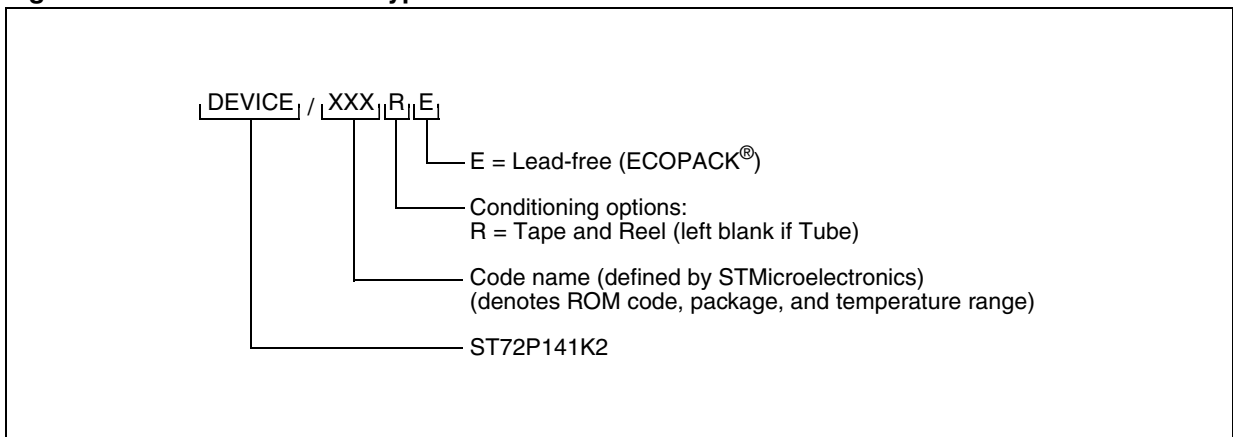 DEVICE / XXX R E
E = Lead-free (ECOPACK®)
Conditioning options:
R = Tape and Reel (left blank if Tube)
Code name (defined by STMicroelectronics)
(denotes ROM code, package, and temperature range)
ST72P141K2